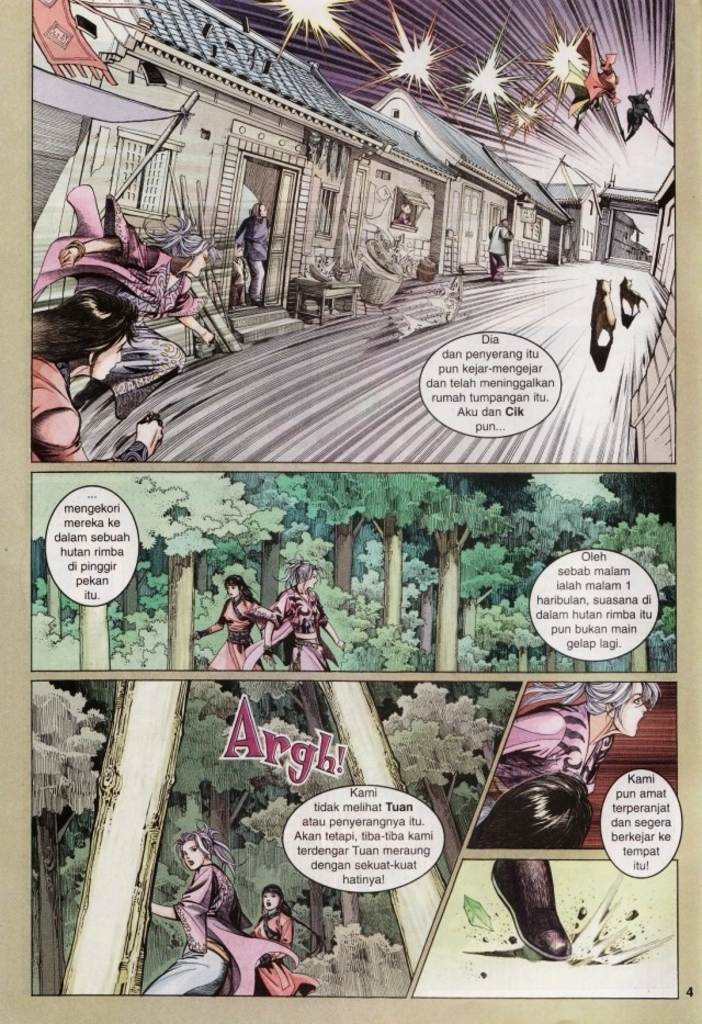 Dia
dan penyerang itu
pun kejar-mengejar
dan telah meninggalkan
rumah tumpangan itu.
Aku dan Cik
pun...
...
mengekori
mereka ke
dalam sebuah
hutan rimba
di pinggir
pekan
itu.
Oleh
sebab malam
ialah malam 1
haribulan, suasana di
dalam hutan rimba itu
pun bukan main
gelap lagi.
Argh!
Kami
tidak melihat Tuan
atau penyerangnya itu.
Akan tetapi, tiba-tiba kami
terdengar Tuan meraung
dengan sekuat-kuat
hatinya!
Kami
pun amat
terperanjat
dan segera
berkejar ke
tempat
itu!
4